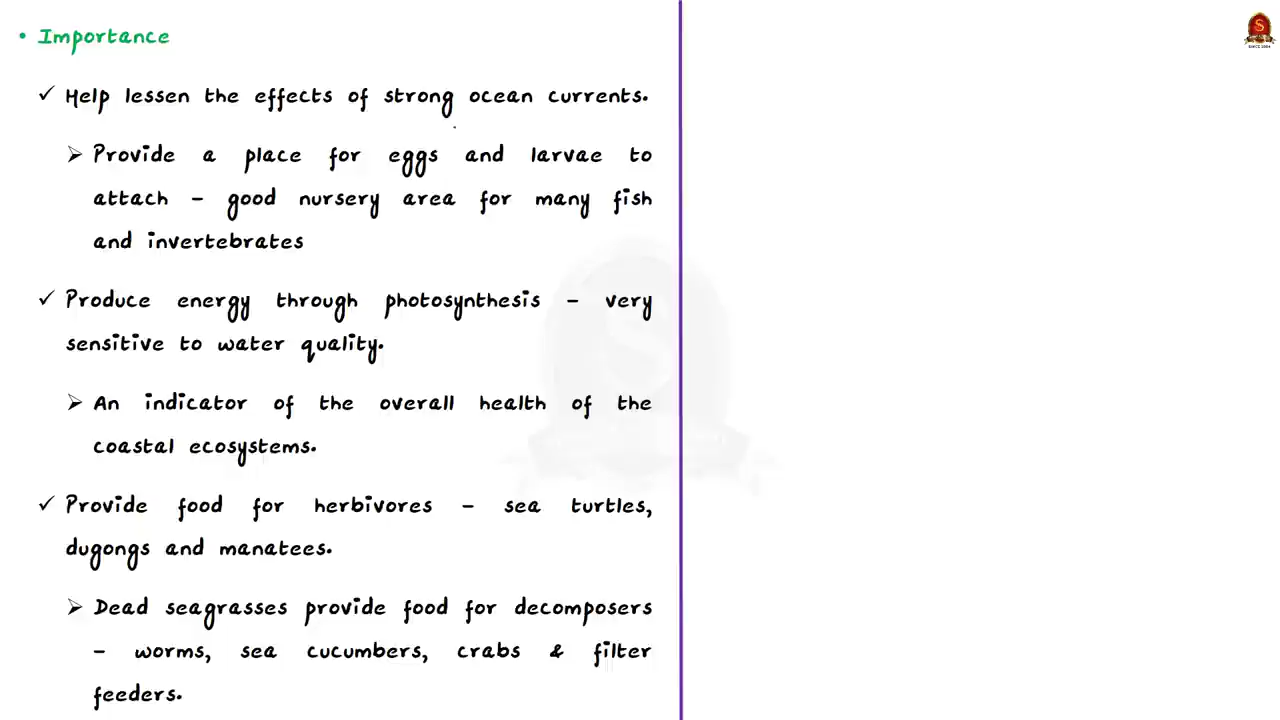 • Importance
✓ Help lessen the effects of strong ocean currents.
➢ Provide a place for eggs and larvae to
attach – good nursery area for many fish
and invertebrates
✓ Produce energy through photosynthesis – very
sensitive to water quality.
➢ An indicator of the overall health of the
coastal ecosystems.
✓ Provide food for herbivores – sea turtles,
dugongs and manatees.
➢ Dead seagrasses provide food for decomposers
– worms, sea cucumbers, crabs & filter
feeders.
S
SINCE 2004